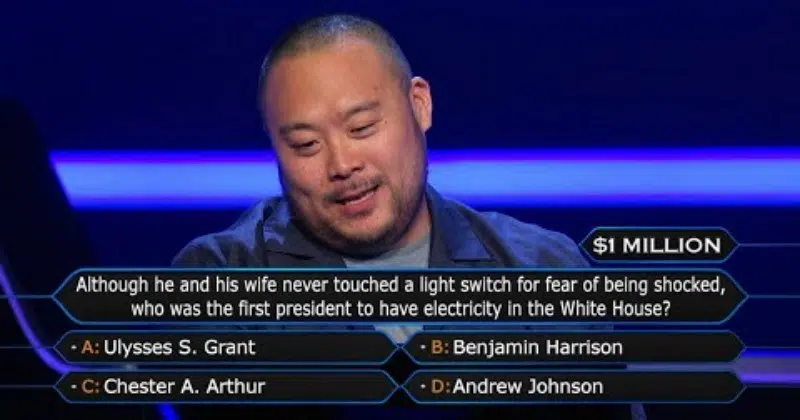 $1 MILLION
Although he and his wife never touched a light switch for fear of being shocked,
who was the first president to have electricity in the White House?
· A: Ulysses S. Grant
· B: Benjamin Harrison
· C: Chester A. Arthur
· D: Andrew Johnson